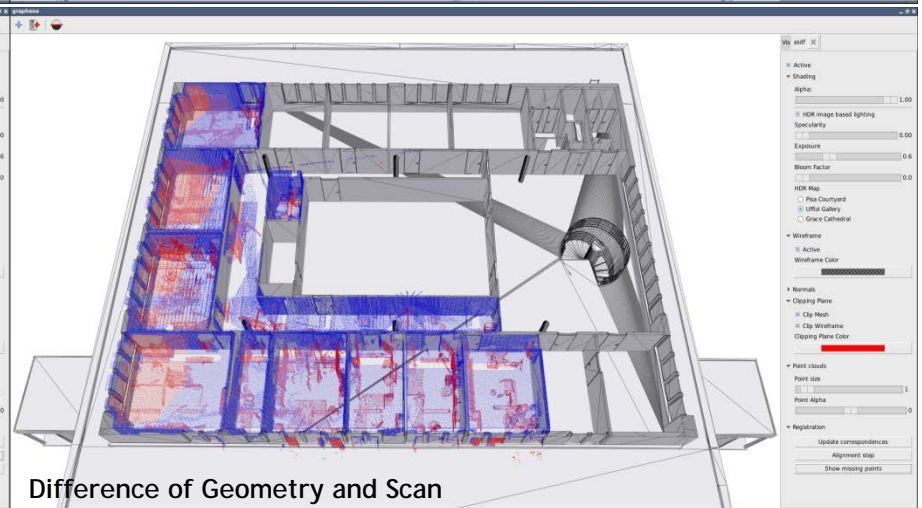 graphene
Vis asdf
Active
Shading
Alpha:
1.00
HDR image based lighting
Specularity
0.00
Exposure
0.6
Bloom Factor
0.0
HDR Map
Pisa Courtyard
Uffizi Gallery
Grace Cathedral
Wireframe
Active
Wireframe Color
Normals
Clipping Plane
Clip Mesh
Clip Wireframe
Clipping Plane Color
Point clouds
Point size
1
Point Alpha
0
Registration
Update correspondences
Alignment step
Show missing points
Difference of Geometry and Scan